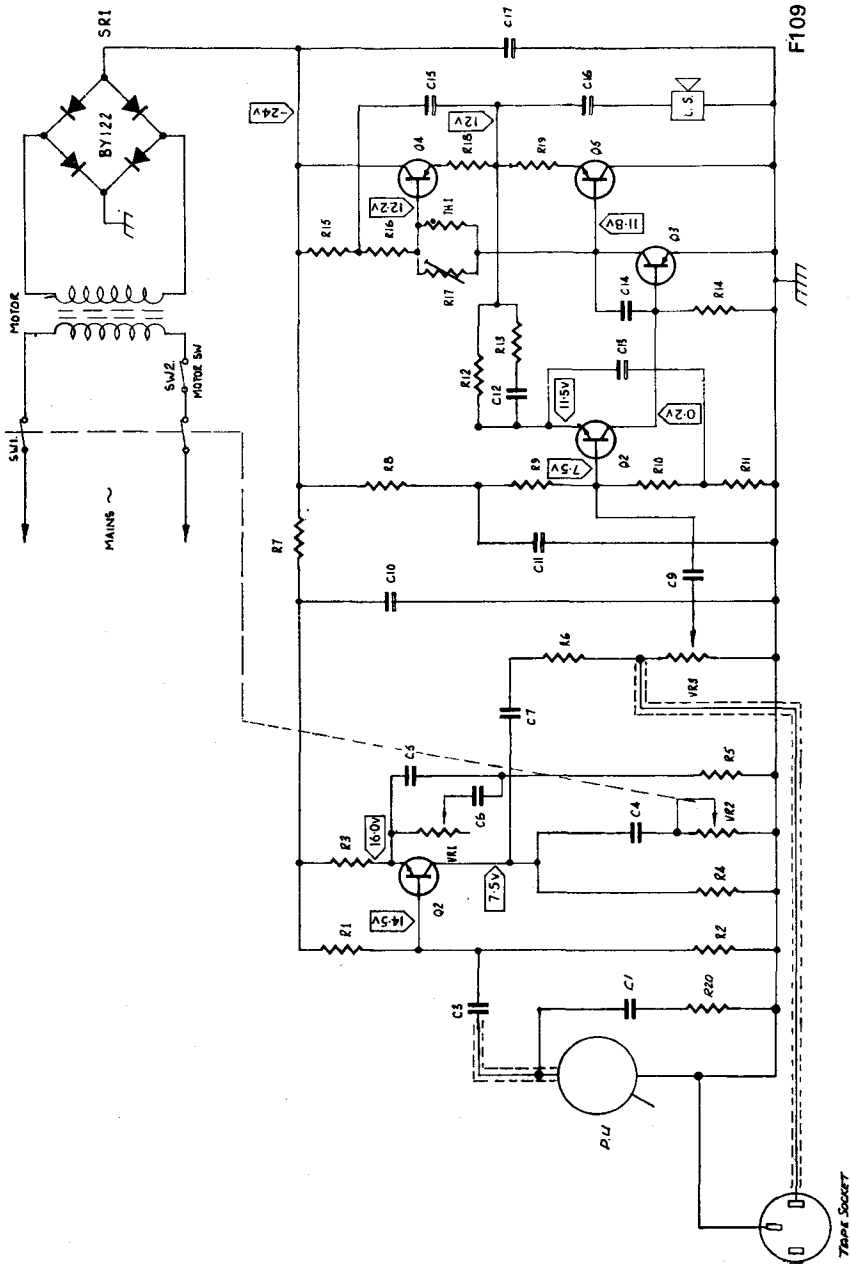 MAINS ~
SW1.
SW2.
MOTOR SW
MOTOR
BY122
SR1
-24v
R1
14.5v
Q2
R3
16.0v
VR1
C5
C6
7.5v
C7
R7
C10
R8
C11
R9
7.5v
Q2
11.5v
R12
C12
R13
R15
R16
12.2v
TH1
R17
Q4
R18
12v
R19
C15
C16
C17
L.S.
Q5
11.8v
Q3
C14
C13
0.2v
R14
R10
R11
C9
R6
VR3
R5
C4
VR2
R4
R2
C3
C1
R20
P.U
TAPE SOCKET
F109